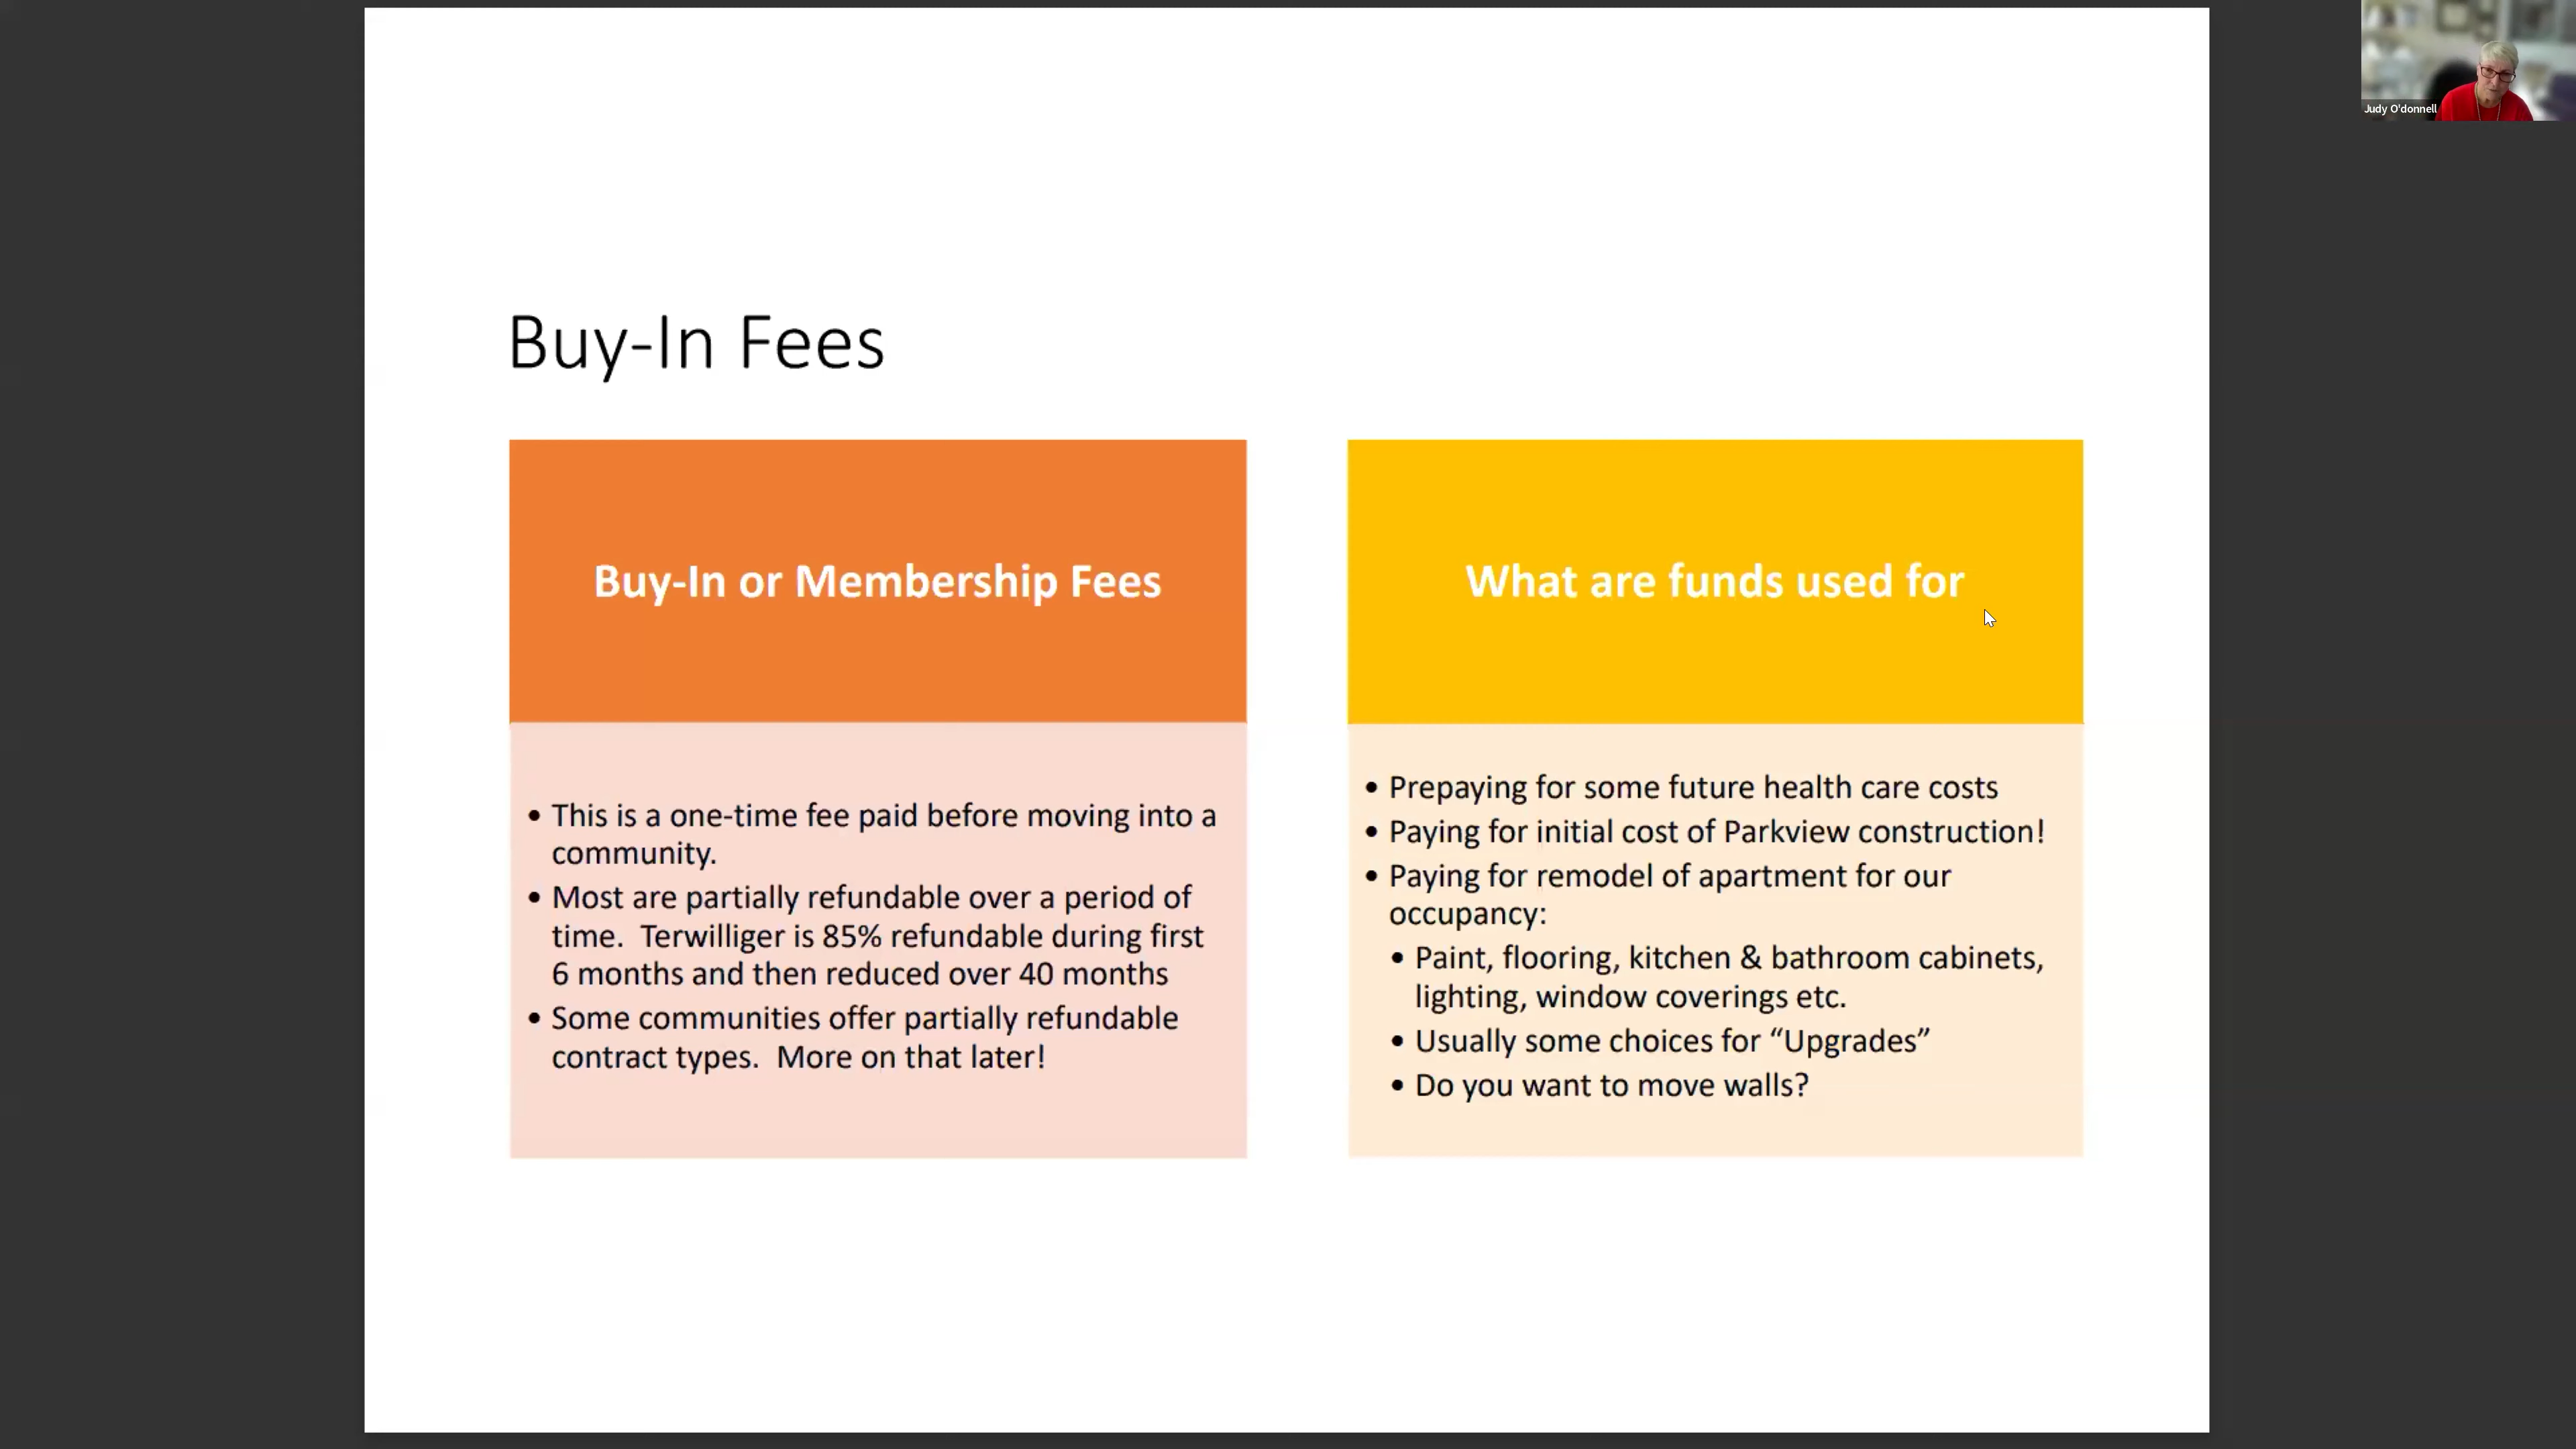 Judy O'donnell
Buy-In Fees
Buy-In or Membership Fees
• This is a one-time fee paid before moving into a
community.
• Most are partially refundable over a period of
time.  Terwilliger is 85% refundable during first
6 months and then reduced over 40 months
• Some communities offer partially refundable
contract types.  More on that later!
What are funds used for
• Prepaying for some future health care costs
• Paying for initial cost of Parkview construction!
• Paying for remodel of apartment for our
occupancy:
• Paint, flooring, kitchen & bathroom cabinets,
lighting, window coverings etc.
• Usually some choices for “Upgrades”
• Do you want to move walls?